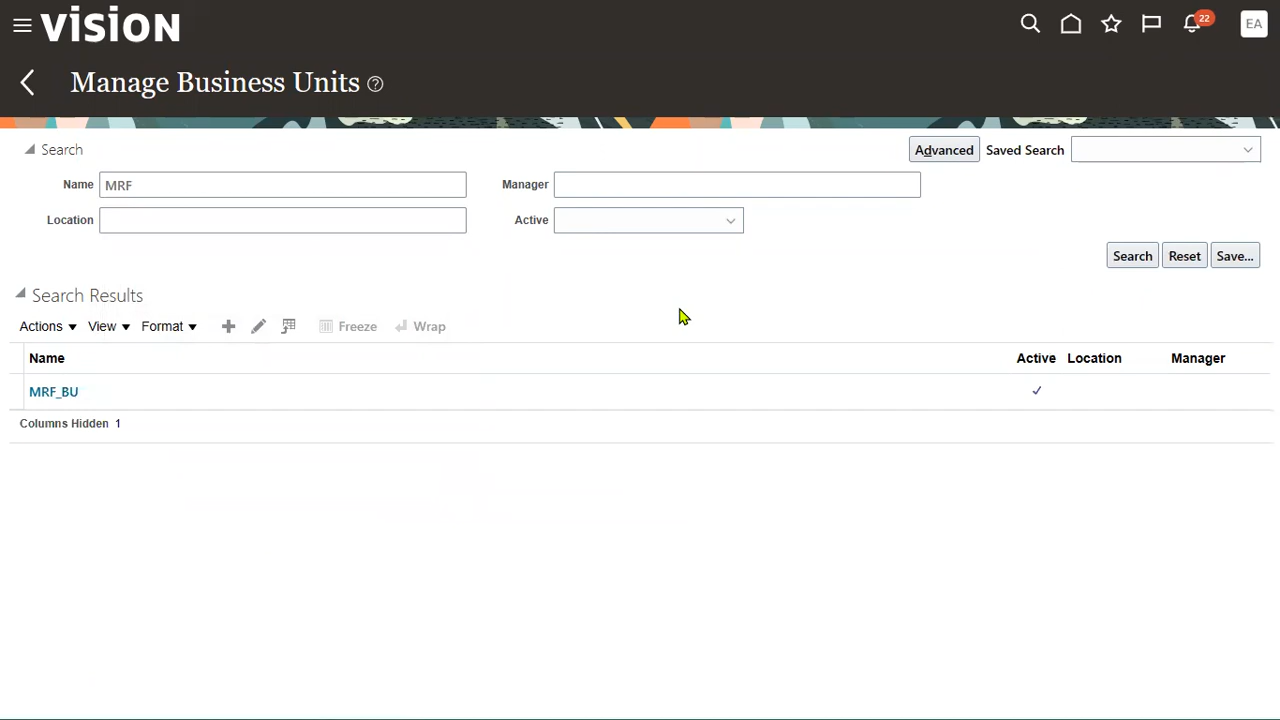 vision
22
EA
Manage Business Units ?
Search
Advanced Saved Search
Name MRF Manager
Location Active
Search Reset Save...
Search Results
Actions View Format Freeze Wrap
Name Active Location Manager
MRF_BU
Columns Hidden 1